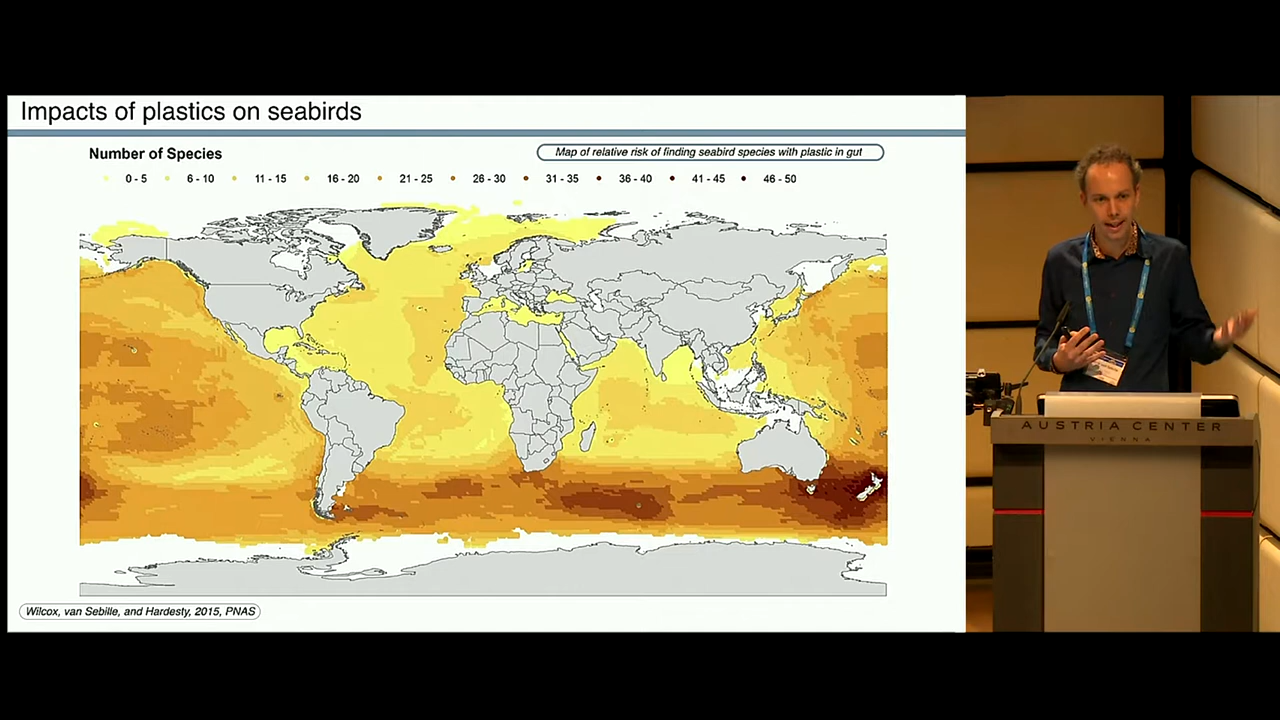 Impacts of plastics on seabirds
Number of Species
Map of relative risk of finding seabird species with plastic in gut
0 - 5 6 - 10 11 - 15 16 - 20 21 - 25 26 - 30 31 - 35 36 - 40 41 - 45 46 - 50
Wilcox, van Sebille, and Hardesty, 2015, PNAS
AUSTRIA CENTER
VIENNA